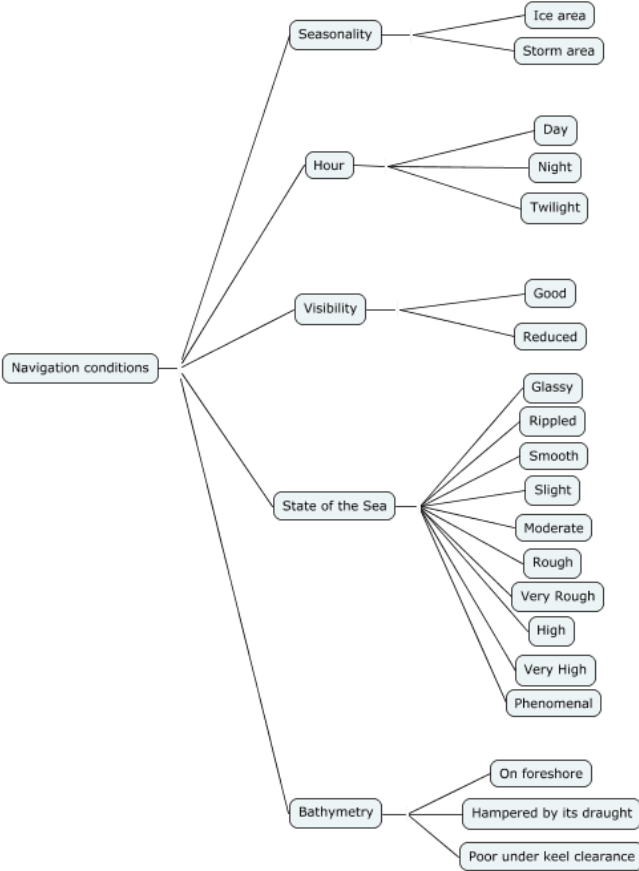 Navigation conditions
Seasonality
Ice area
Storm area
Hour
Day
Night
Twilight
Visibility
Good
Reduced
State of the Sea
Glassy
Rippled
Smooth
Slight
Moderate
Rough
Very Rough
High
Very High
Phenomenal
Bathymetry
On foreshore
Hampered by its draught
Poor under keel clearance